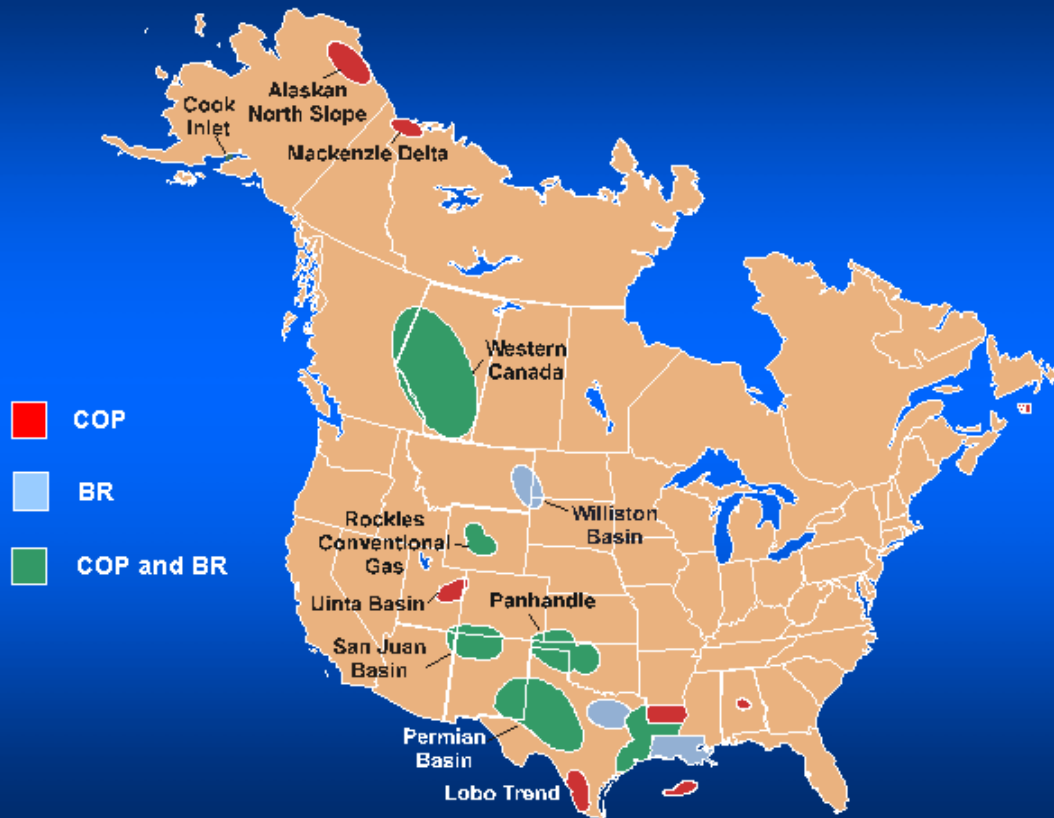 Alaskan
North Slope
Cook
Inlet
Mackenzie Delta
Western
Canada
COP
BR
COP and BR
Williston
Basin
Rockies
Conventional
Gas
Uinta Basin
Panhandle
San Juan
Basin
Permian
Basin
Lobo Trend